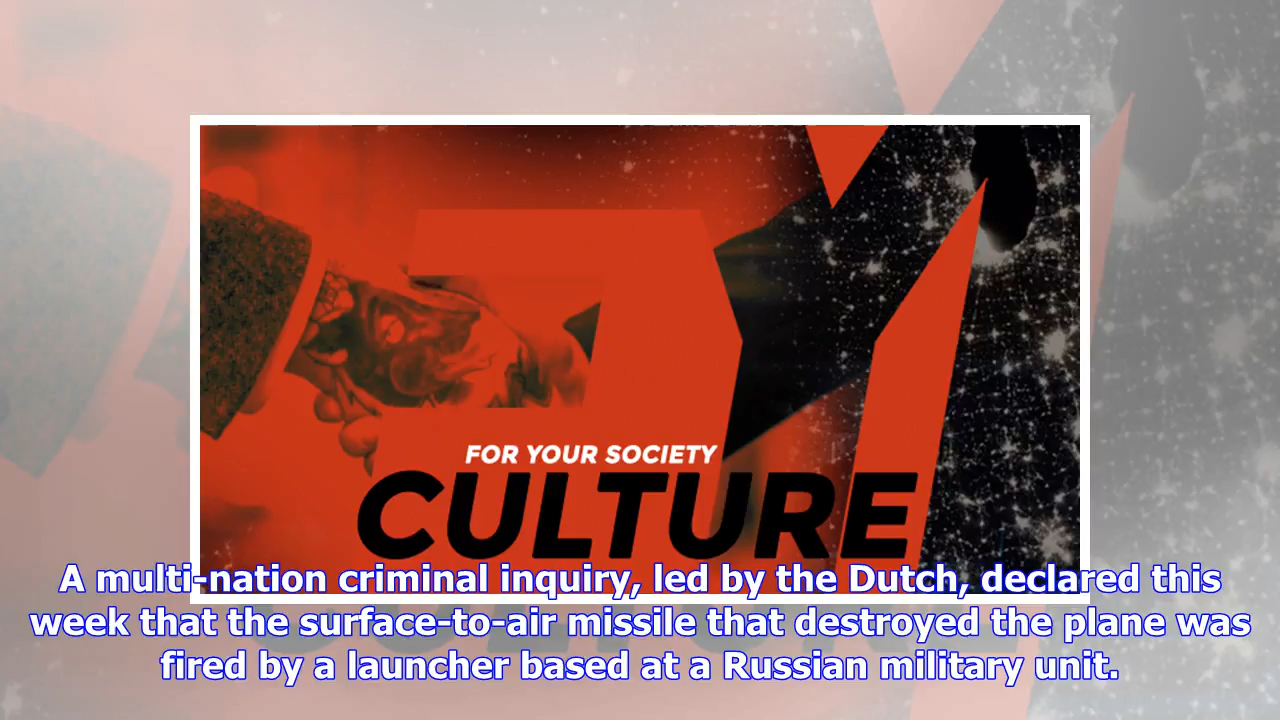 FOR YOUR SOCIETY
CULTURE
A multi-nation criminal inquiry, led by the Dutch, declared this
week that the surface-to-air missile that destroyed the plane was
fired by a launcher based at a Russian military unit.